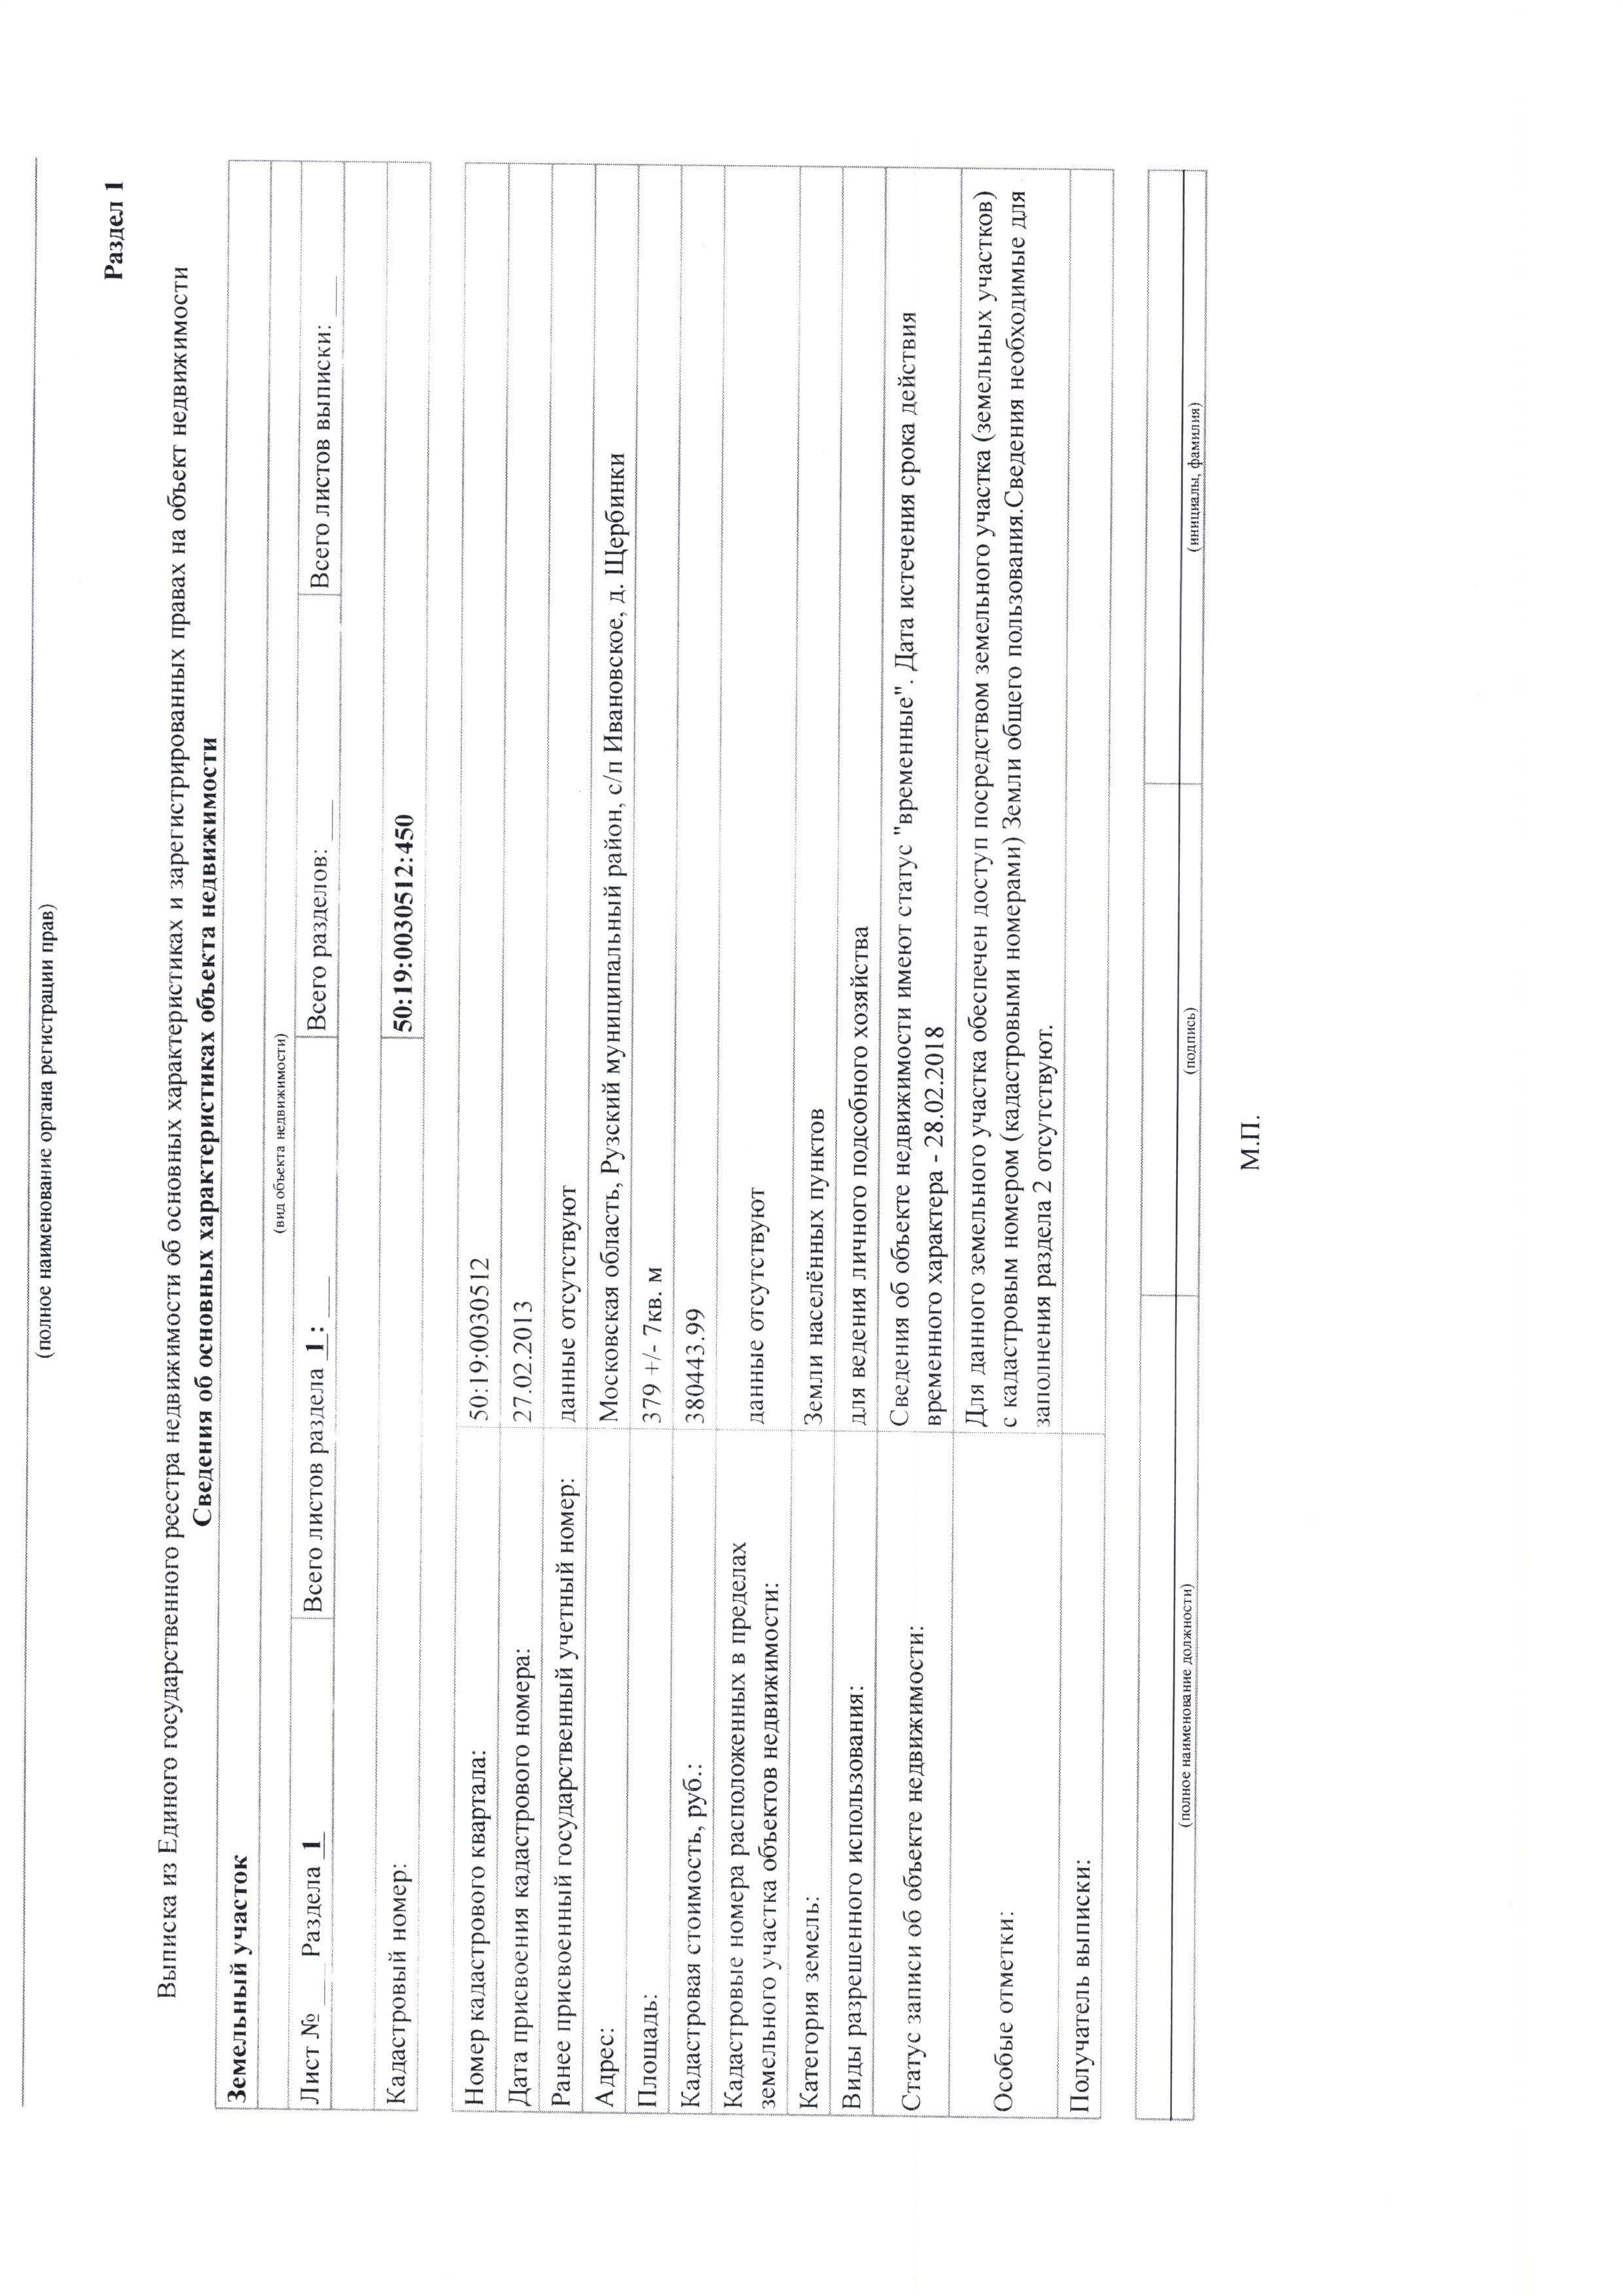 (полное наименование органа регистрации прав)
Раздел 1
Выписка из Единого государственного реестра недвижимости об основных характеристиках и зарегистрированных правах на объект недвижимости
Сведения об основных характеристиках объекта недвижимости
Земельный участок
(вид объекта недвижимости)
Лист № ___ Раздела 1 Всего листов раздела 1 : ___ Всего разделов: ___ Всего листов выписки: ___
Кадастровый номер: 50:19:0030512:450
Номер кадастрового квартала: 50:19:0030512
Дата присвоения кадастрового номера: 27.02.2013
Ранее присвоенный государственный учетный номер: данные отсутствуют
Адрес: Московская область, Рузский муниципальный район, с/п Ивановское, д. Щербинки
Площадь: 379 +/- 7кв. м
Кадастровая стоимость, руб.: 380443.99
Кадастровые номера расположенных в пределах
земельного участка объектов недвижимости: данные отсутствуют
Категория земель: Земли населённых пунктов
Виды разрешенного использования: для ведения личного подсобного хозяйства
Статус записи об объекте недвижимости: Сведения об объекте недвижимости имеют статус "временные". Дата истечения срока действия
временного характера - 28.02.2018
Особые отметки: Для данного земельного участка обеспечен доступ посредством земельного участка (земельных участков)
с кадастровым номером (кадастровыми номерами) Земли общего пользования.Сведения необходимые для
заполнения раздела 2 отсутствуют.
Получатель выписки:
(полное наименование должности) (подпись) (инициалы, фамилия)
М.П.